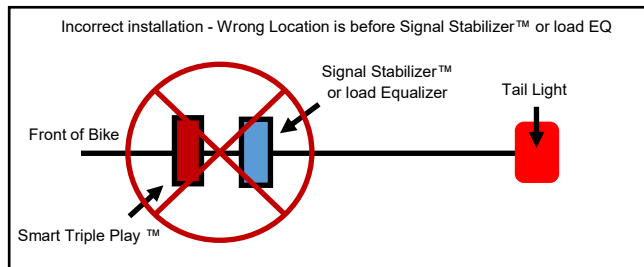 Incorrect installation - Wrong Location is before Signal Stabilizer™ or load EQ
Signal Stabilizer™
or load Equalizer
Tail Light
Front of Bike
Smart Triple Play ™